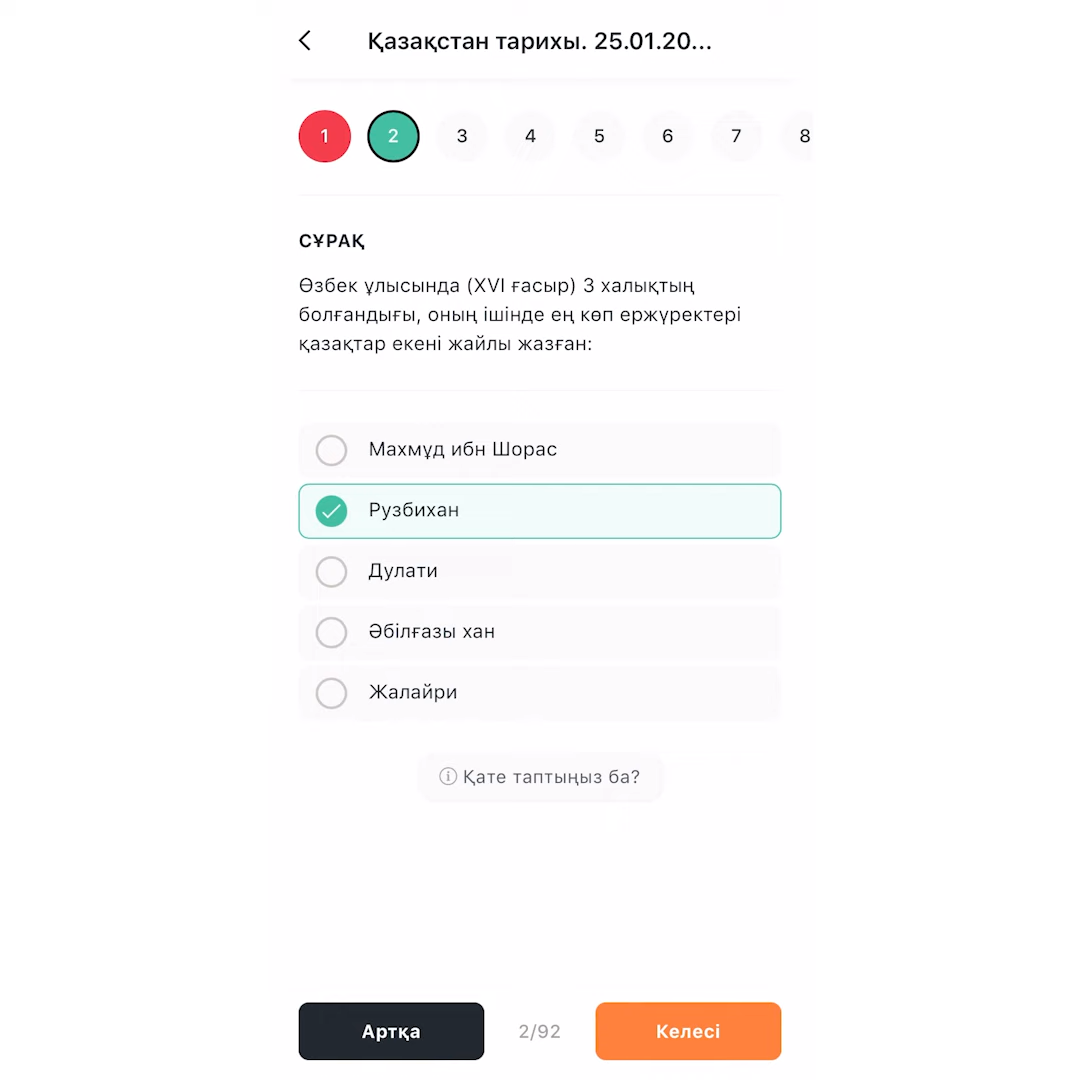 Қазақстан тарихы. 25.01.20...
1 2 3 4 5 6 7 8
СҰРАҚ
Өзбек ұлысында (XVI ғасыр) 3 халықтың
болғандығы, оның ішінде ең көп ержүректері
қазақтар екені жайлы жазған:
Махмұд ибн Шорас
Рузбихан
Дулати
Әбілғазы хан
Жалайри
Қате таптыңыз ба?
Артқа 2/92 Келесі